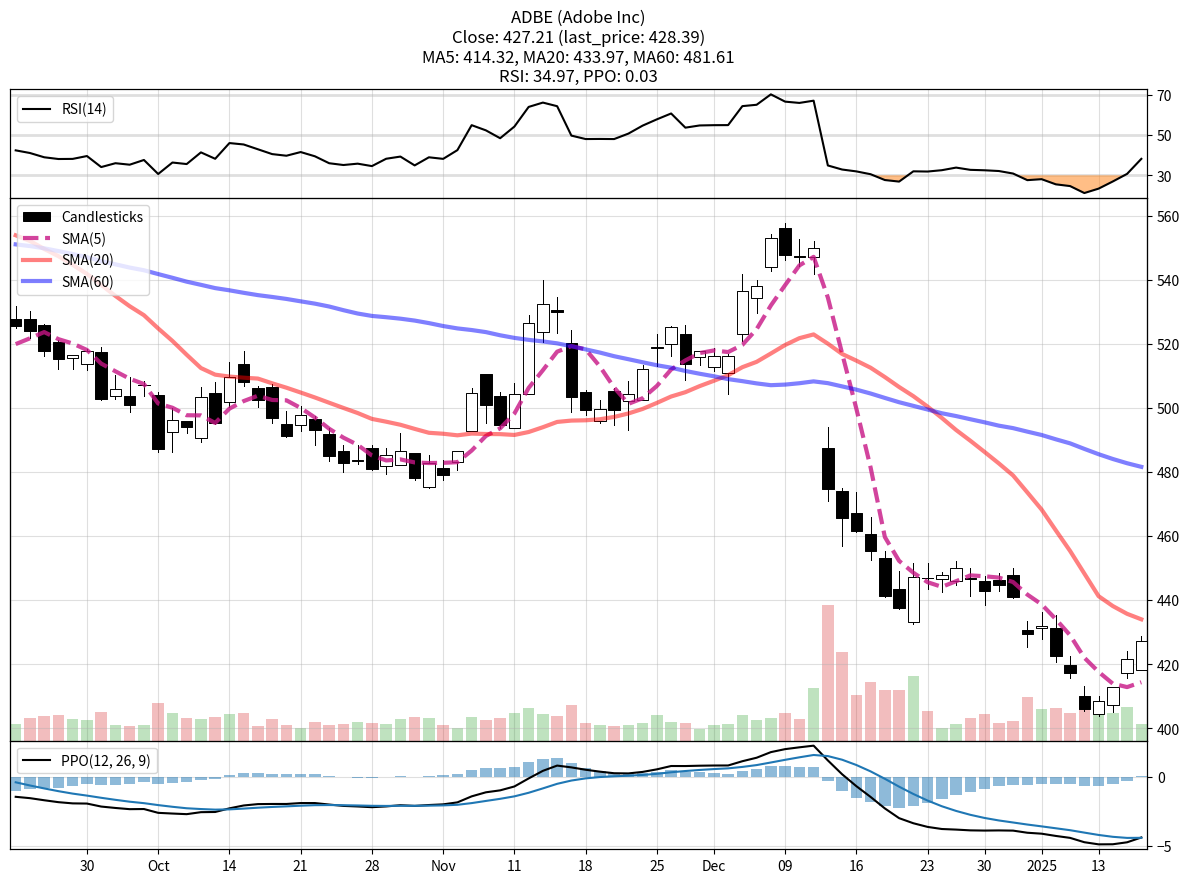 ADBE (Adobe Inc)
Close: 427.21 (last_price: 428.39)
MA5: 414.32, MA20: 433.97, MA60: 481.61
RSI: 34.97, PPO: 0.03
RSI(14)
70
50
30
Candlesticks
SMA(5)
SMA(20)
SMA(60)
560
540
520
500
480
460
440
420
400
PPO(12, 26, 9)
0
−5
30 Oct 14 21 28 Nov 11 18 25 Dec 09 16 23 30 2025 13